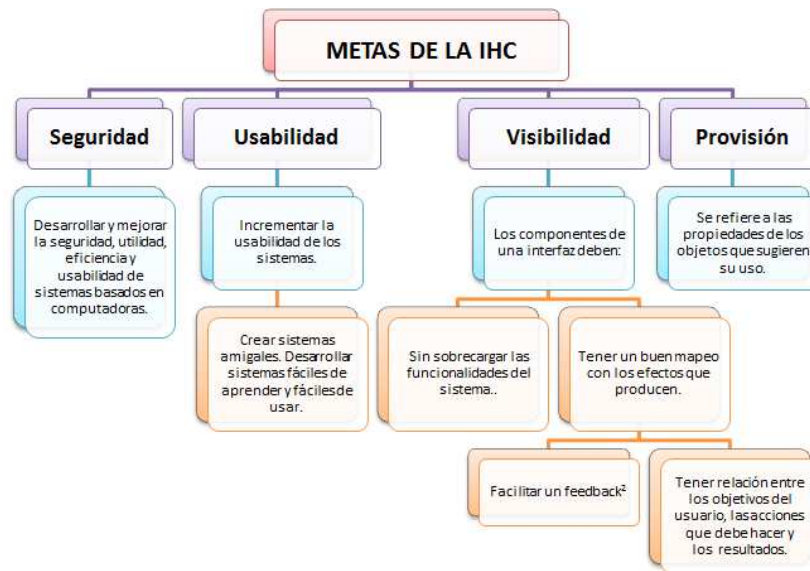 METAS DE LA IHC
Seguridad
Usabilidad
Visibilidad
Provisión
Desarrollar y mejorar
la seguridad, utilidad,
eficiencia y
usabilidad de
sistemas basados en
computadoras.
Incrementar la
usabilidad de los
sistemas.
Los componentes de
una interfaz deben:
Se refiere a las
propiedades de los
objetos que sugieren
su uso.
Crear sistemas
amigales. Desarrollar
sistemas fáciles de
aprender y fáciles de
usar.
Sin sobrecargar las
funcionalidades del
sistema..
Tener un buen mapeo
con los efectos que
producen.
Facilitar un feedback²
Tener relación entre
los objetivos del
usuario, lasacciones
que debe hacer y
los resultados.